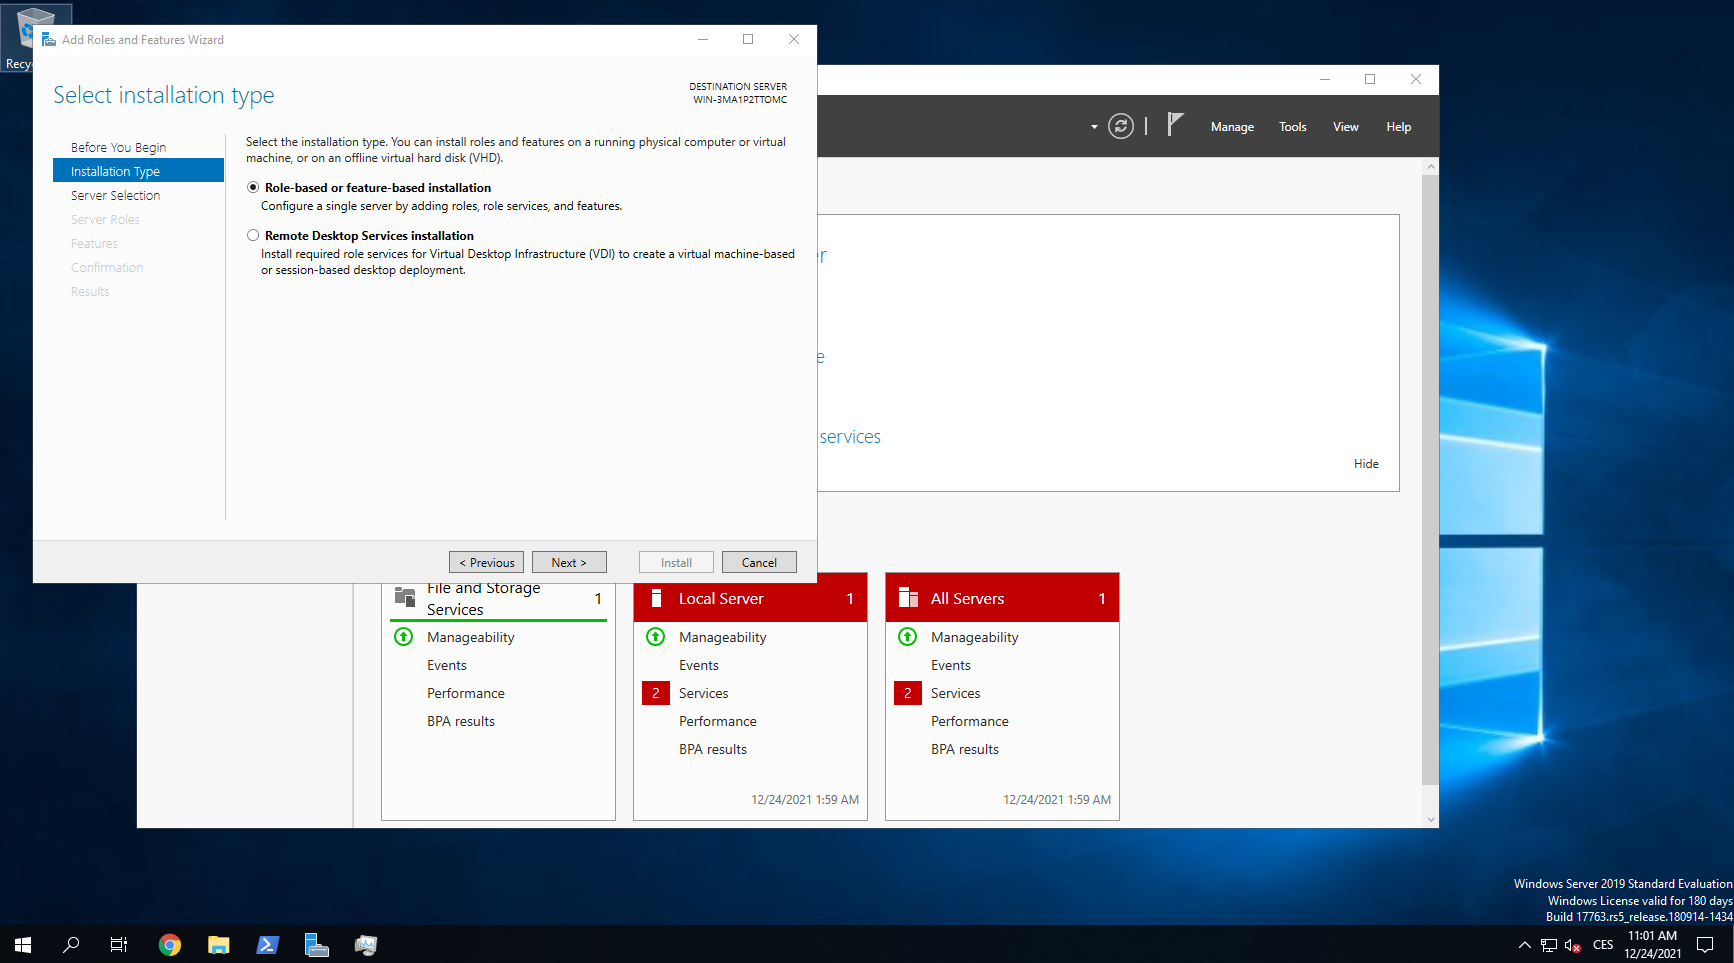 Recy
Add Roles and Features Wizard
Select installation type
DESTINATION SERVER
WIN-3MA1P2TTOMC
Before You Begin
Installation Type
Server Selection
Server Roles
Features
Confirmation
Results
Select the installation type. You can install roles and features on a running physical computer or virtual
machine, or on an offline virtual hard disk (VHD).
Role-based or feature-based installation
Configure a single server by adding roles, role services, and features.
Remote Desktop Services installation
Install required role services for Virtual Desktop Infrastructure (VDI) to create a virtual machine-based
or session-based desktop deployment.
< Previous
Next >
Install
Cancel
Manage
Tools
View
Help
r
e
services
Hide
File and Storage
Services
1
Manageability
Events
Performance
BPA results
Local Server
1
Manageability
Events
2
Services
Performance
BPA results
12/24/2021 1:59 AM
All Servers
1
Manageability
Events
2
Services
Performance
BPA results
12/24/2021 1:59 AM
Windows Server 2019 Standard Evaluation
Windows License valid for 180 days
Build 17763.rs5_release.180914-1434
CES
11:01 AM
12/24/2021